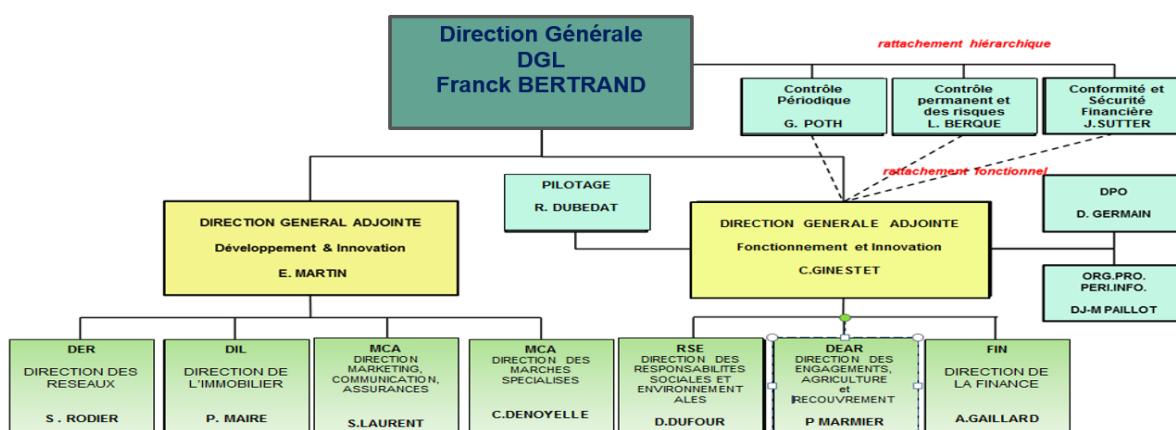 Direction Générale
DGL
Franck BERTRAND
rattachement hiérarchique
Contrôle
Périodique
G. POTH
Contrôle
permanent et
des risques
L. BERQUE
Conformité et
Sécurité
Financière
J.SUTTER
rattachement fonctionnel
PILOTAGE
R. DUBEDAT
DPO
D. GERMAIN
DIRECTION GENERAL ADJOINTE
Développement & Innovation
E. MARTIN
DIRECTION GENERALE ADJOINTE
Fonctionnement et Innovation
C.GINESTET
ORG.PRO.
PERI.INFO.
DJ-M PAILLOT
DER
DIRECTION DES
RESEAUX
S . RODIER
DIL
DIRECTION DE
L'IMMOBILIER
P. MAIRE
MCA
DIRECTION
MARKETING,
COMMUNICATION,
ASSURANCES
S.LAURENT
MCA
DIRECTION DES
MARCHES
SPECIALISES
C.DENOYELLE
RSE
DIRECTION DES
RESPONSABILITES
SOCIALES ET
ENVIRONNEMENT
ALES
D.DUFOUR
DEAR
DIRECTION DES
ENGAGEMENTS,
AGRICULTURE
et
RECOUVREMENT
P MARMIER
FIN
DIRECTION DE
LA FINANCE
A.GAILLARD